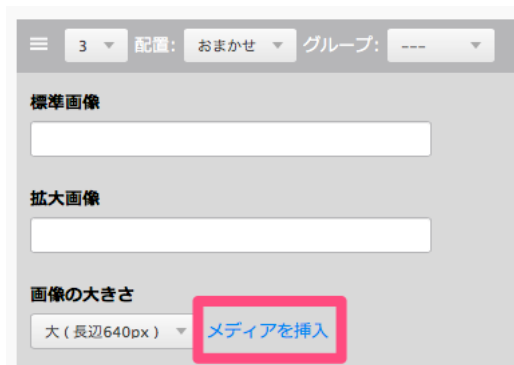 3 配置: おまかせ グループ: ---
標準画像
拡大画像
画像の大きさ
大 ( 長辺640px ) メディアを挿入